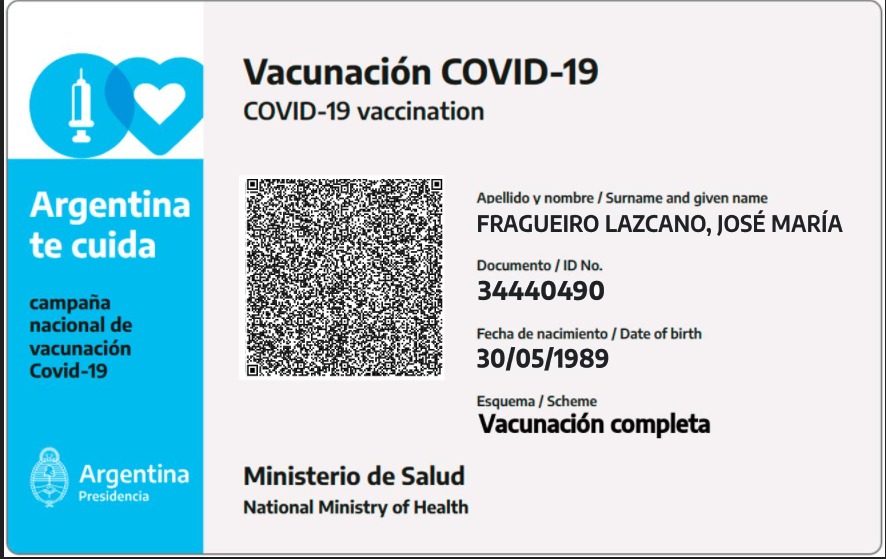 Vacunación COVID-19
COVID-19 vaccination
Argentina
te cuida
campaña
nacional de
vacunación
Covid-19
Argentina
Presidencia
Apellido y nombre / Surname and given name
FRAGUEIRO LAZCANO, JOSÉ MARÍA
Documento / ID No.
34440490
Fecha de nacimiento / Date of birth
30/05/1989
Esquema / Scheme
Vacunación completa
Ministerio de Salud
National Ministry of Health